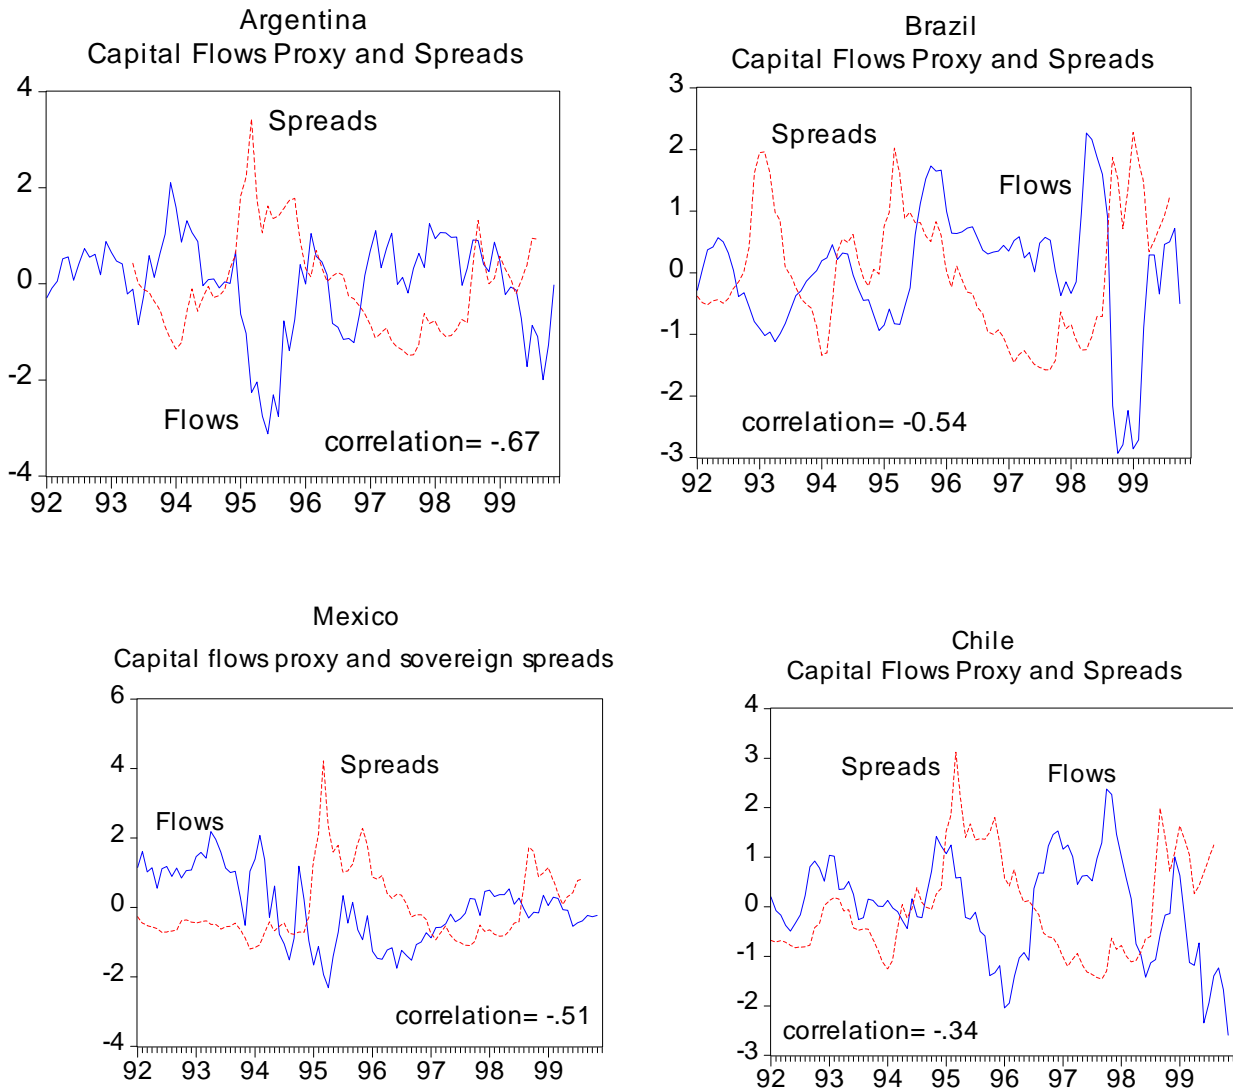 Argentina
Capital Flows Proxy and Spreads
4
2
0
-2
-4
Spreads
Flows
correlation= -.67
92 93 94 95 96 97 98 99
Brazil
Capital Flows Proxy and Spreads
3
2
1
0
-1
-2
-3
Spreads
Flows
correlation= -0.54
92 93 94 95 96 97 98 99
Mexico
Capital flows proxy and sovereign spreads
6
4
2
0
-2
-4
Spreads
Flows
correlation= -.51
92 93 94 95 96 97 98 99
Chile
Capital Flows Proxy and Spreads
4
3
2
1
0
-1
-2
-3
Spreads
Flows
correlation= -.34
92 93 94 95 96 97 98 99